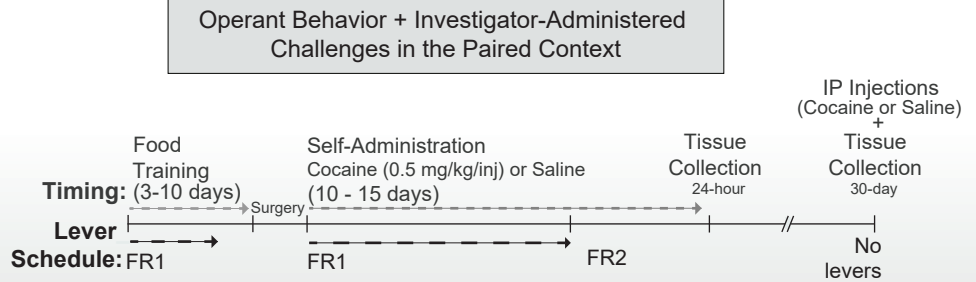 Operant Behavior + Investigator-Administered
Challenges in the Paired Context
IP Injections
(Cocaine or Saline)
+
Tissue
Collection
30-day
Tissue
Collection
24-hour
Self-Administration
Cocaine (0.5 mg/kg/inj) or Saline
(10 - 15 days)
Food
Training
Timing: (3-10 days)
Surgery
Lever
Schedule: FR1
FR1
FR2
No
levers